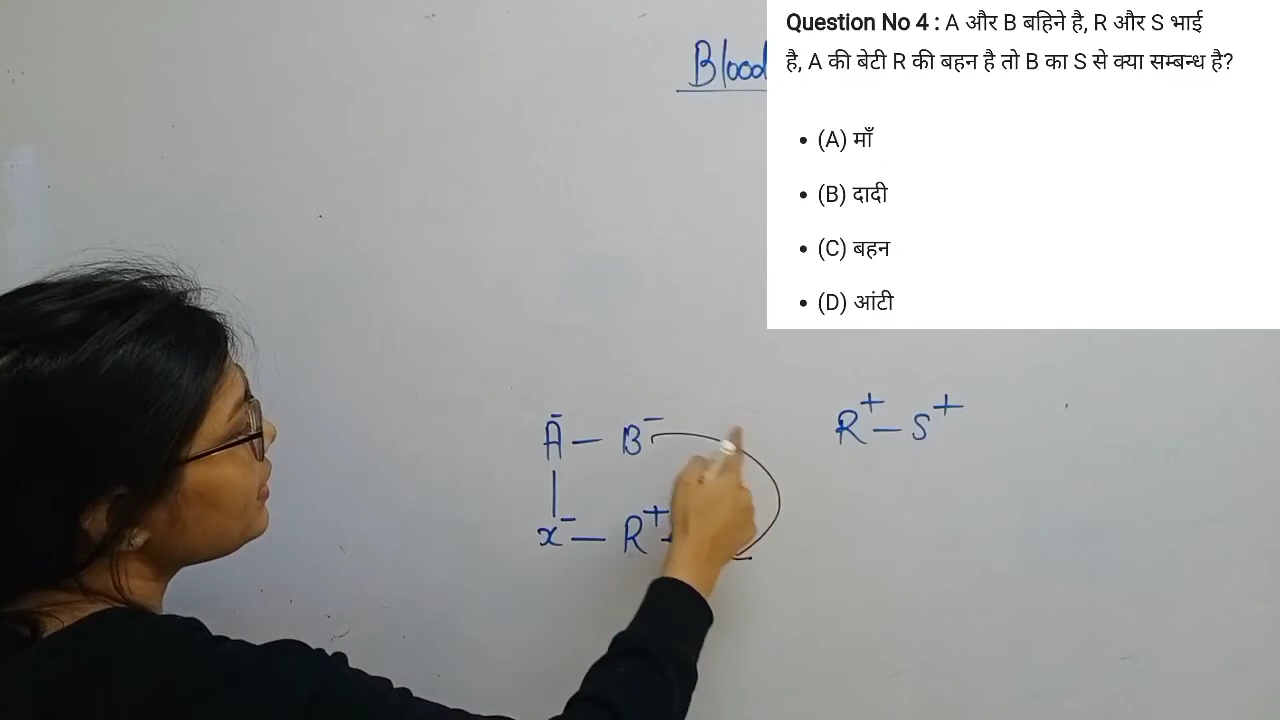 Blood
Question No 4 : A और B बहिने है, R और S भाई
है, A की बेटी R की बहन है तो B का S से क्या सम्बन्ध है?
• (A) माँ
• (B) दादी
• (C) बहन
• (D) आंटी
A⁻ — B⁻
R⁺ — S⁺
x⁻ — R⁺ -